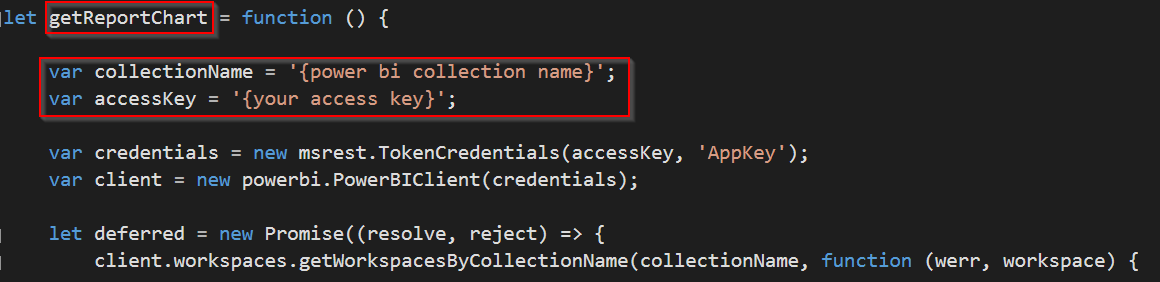 let getReportChart = function () {
var collectionName = '{power bi collection name}';
var accessKey = '{your access key}';
var credentials = new msrest.TokenCredentials(accessKey, 'AppKey');
var client = new powerbi.PowerBIClient(credentials);
let deferred = new Promise((resolve, reject) => {
client.workspaces.getWorkspacesByCollectionName(collectionName, function (werr, workspace) {